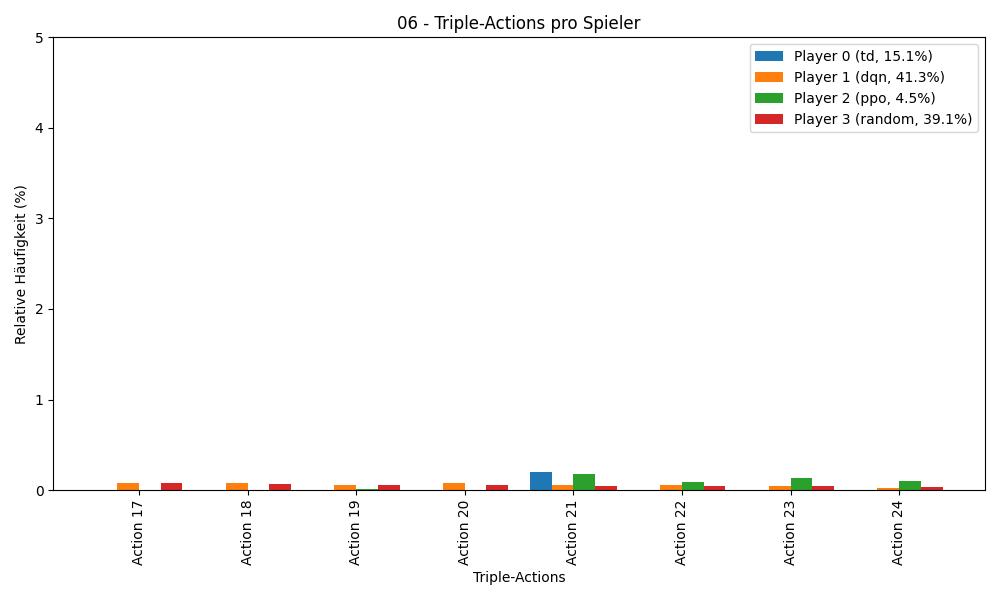 06 - Triple-Actions pro Spieler
Player 0 (td, 15.1%)
Player 1 (dqn, 41.3%)
Player 2 (ppo, 4.5%)
Player 3 (random, 39.1%)
Relative Häufigkeit (%)
5
4
3
2
1
0
Action 17
Action 18
Action 19
Action 20
Action 21
Action 22
Action 23
Action 24
Triple-Actions